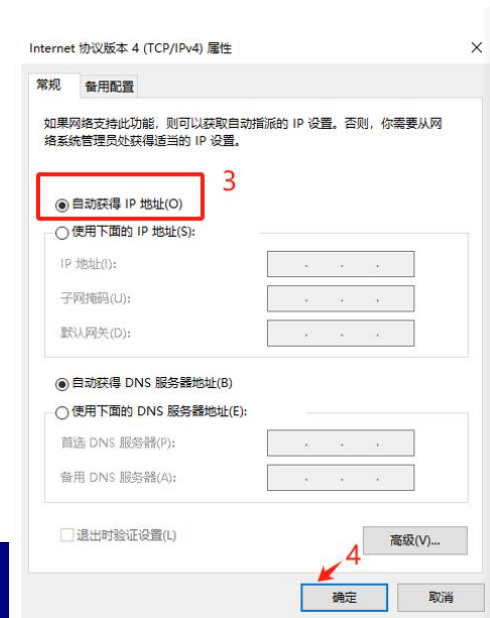 Internet 协议版本 4 (TCP/IPv4) 属性
常规 备用配置
如果网络支持此功能，则可以获取自动指派的 IP 设置。否则，你需要从网
络系统管理员处获得适当的 IP 设置。
3
自动获得 IP 地址(O)
使用下面的 IP 地址(S):
IP 地址(I):
子网掩码(U):
默认网关(D):
自动获得 DNS 服务器地址(B)
使用下面的 DNS 服务器地址(E):
首选 DNS 服务器(P):
备用 DNS 服务器(A):
退出时验证设置(L)
高级(V)...
4
确定 取消